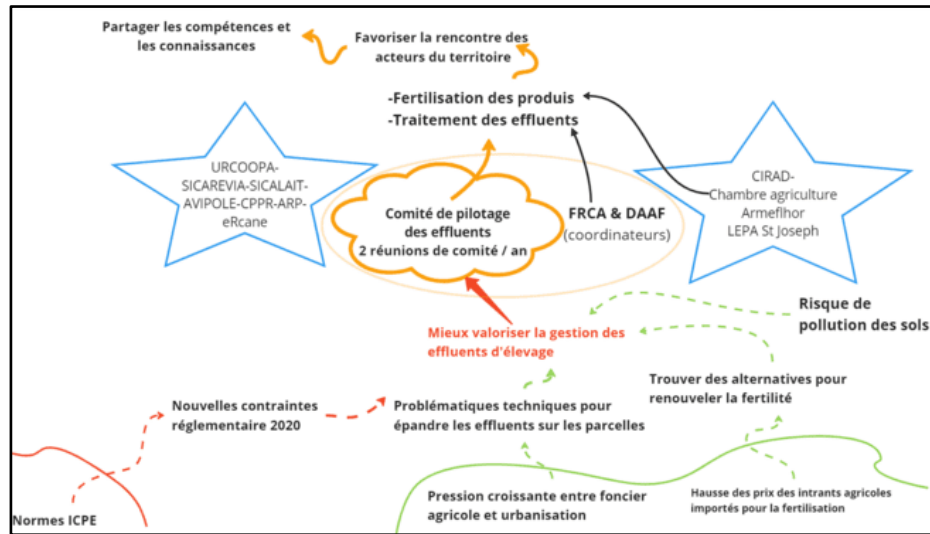 Partager les compétences et
les connaissances
Favoriser la rencontre des
acteurs du territoire
-Fertilisation des produis
-Traitement des effluents
URCOOPA-
SICAREVIA-SICALAIT-
AVIPOLE-CPPR-ARP-
eRcane
Comité de pilotage
des effluents
2 réunions de comité / an
FRCA & DAAF
(coordinateurs)
CIRAD-
Chambre agriculture
Armeflhor
LEPA St Joseph
Risque de
pollution des sols
Mieux valoriser la gestion des
effluents d'élevage
Trouver des alternatives pour
renouveler la fertilité
Nouvelles contraintes
réglementaire 2020
Problématiques techniques pour
épandre les effluents sur les parcelles
Normes ICPE
Pression croissante entre foncier
agricole et urbanisation
Hausse des prix des intrants agricoles
importés pour la fertilisation